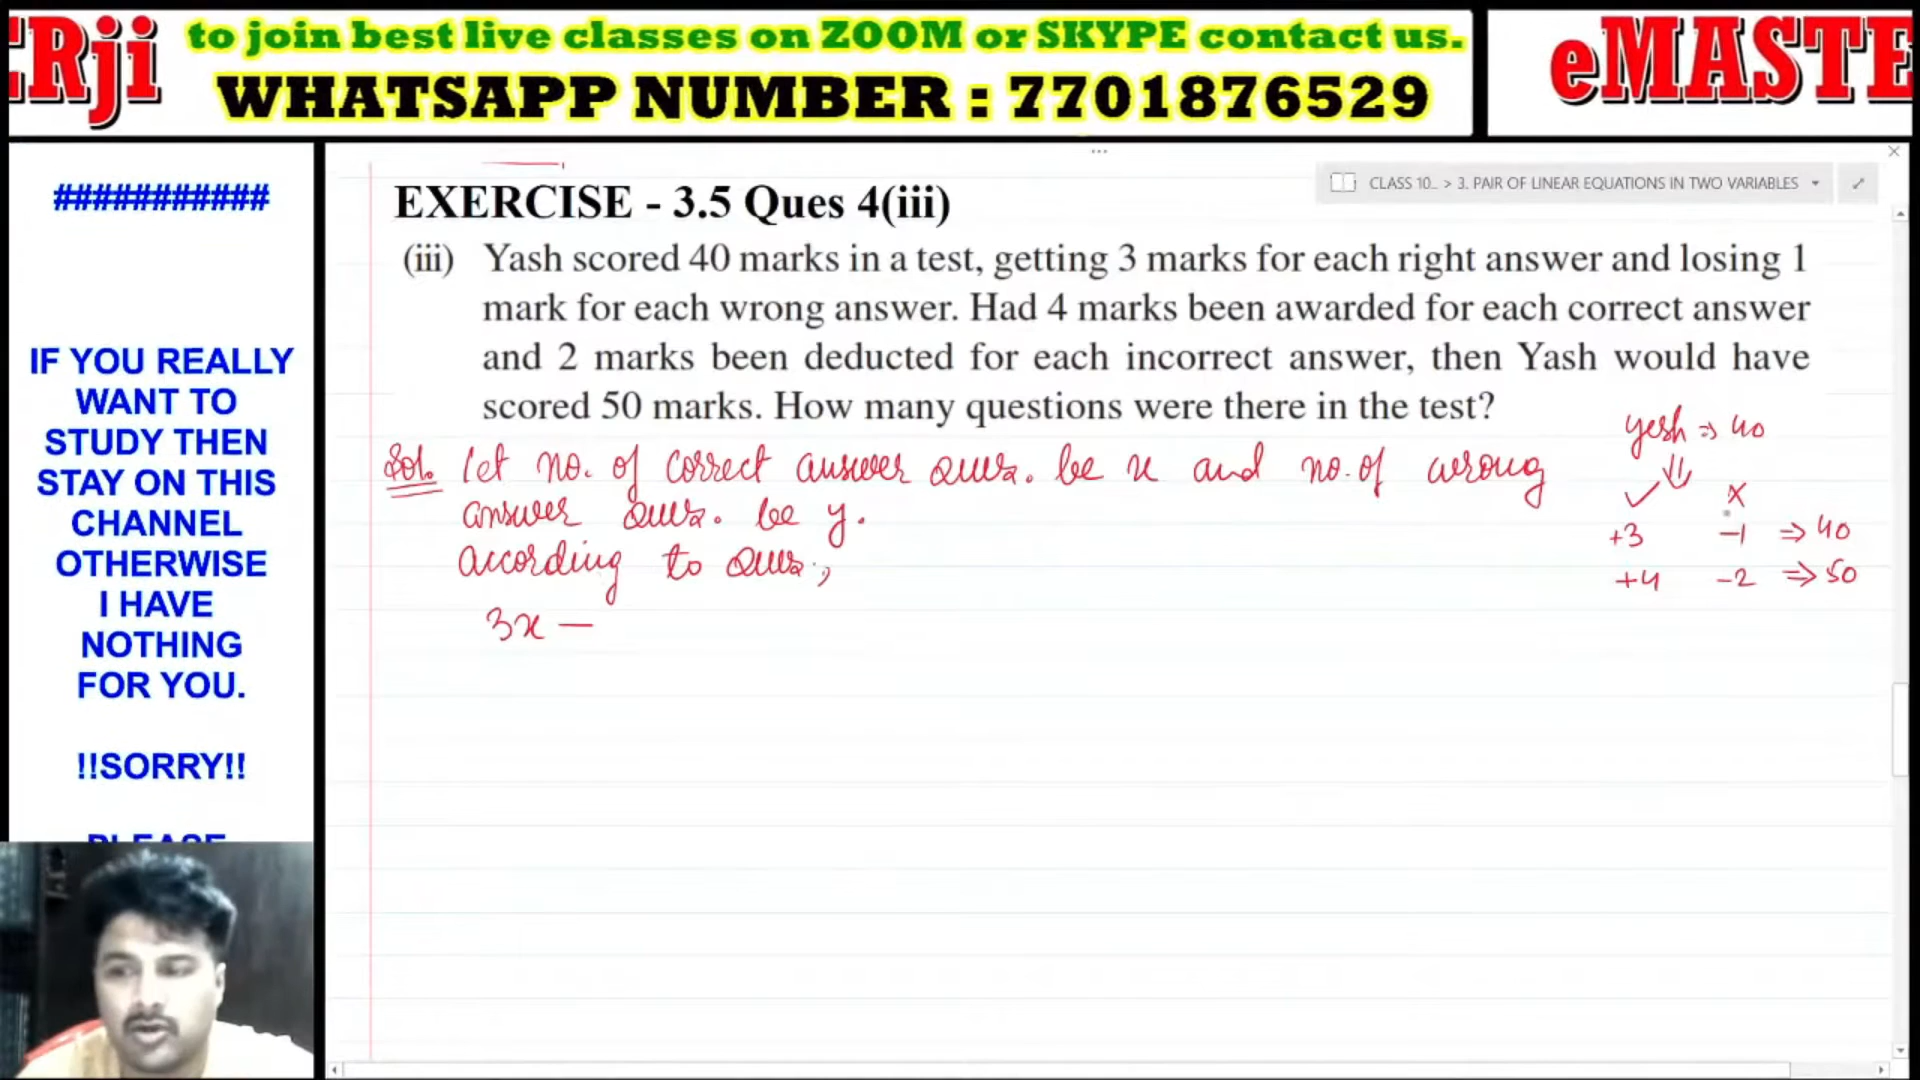 ERji
to join best live classes on ZOOM or SKYPE contact us.
WHATSAPP NUMBER : 7701876529
eMASTE
###########
IF YOU REALLY
WANT TO
STUDY THEN
STAY ON THIS
CHANNEL
OTHERWISE
I HAVE
NOTHING
FOR YOU.
!!SORRY!!
PLEASE
CLASS 10.. > 3. PAIR OF LINEAR EQUATIONS IN TWO VARIABLES
EXERCISE - 3.5 Ques 4(iii)
(iii) Yash scored 40 marks in a test, getting 3 marks for each right answer and losing 1
mark for each wrong answer. Had 4 marks been awarded for each correct answer
and 2 marks been deducted for each incorrect answer, then Yash would have
scored 50 marks. How many questions were there in the test?
Sol. Let no. of correct answer Ques. be x and no. of wrong
answer Ques. be y.
According to Ques.,
3x −
yesh ⇒ 40
⇓
✓ ×
+3 −1 ⇒ 40
+4 −2 ⇒ 50